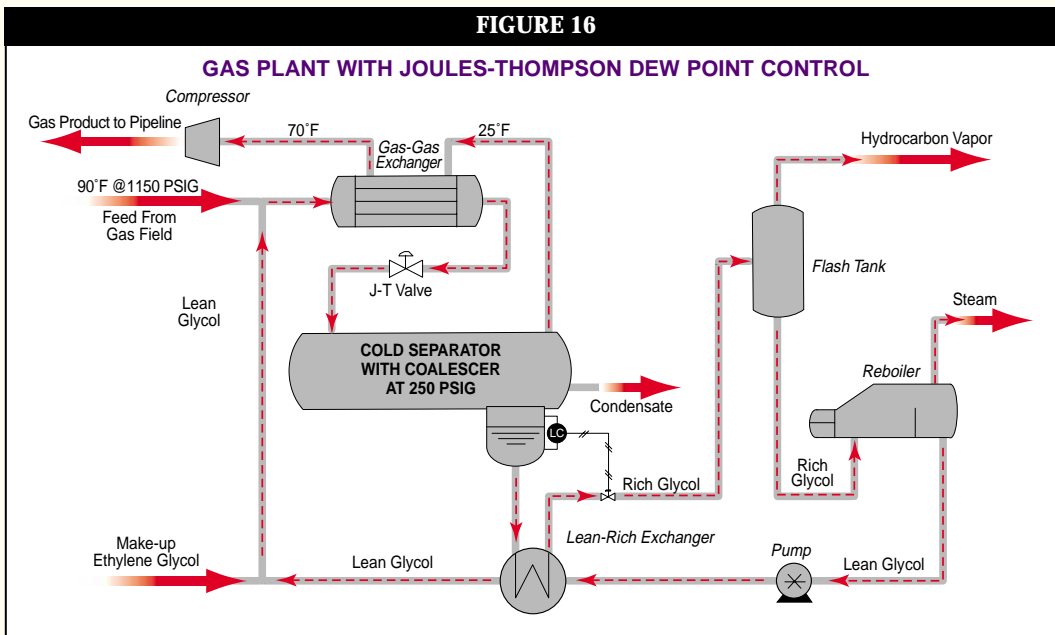 FIGURE 16
GAS PLANT WITH JOULES-THOMPSON DEW POINT CONTROL
Compressor
Gas Product to Pipeline
70˚F
25˚F
Gas-Gas
Exchanger
Hydrocarbon Vapor
90˚F @1150 PSIG
Feed From
Gas Field
J-T Valve
Flash Tank
Lean
Glycol
Steam
COLD SEPARATOR
WITH COALESCER
AT 250 PSIG
Reboiler
Condensate
LC
Rich Glycol
Rich
Glycol
Lean-Rich Exchanger
Make-up
Ethylene Glycol
Lean Glycol
Pump
Lean Glycol